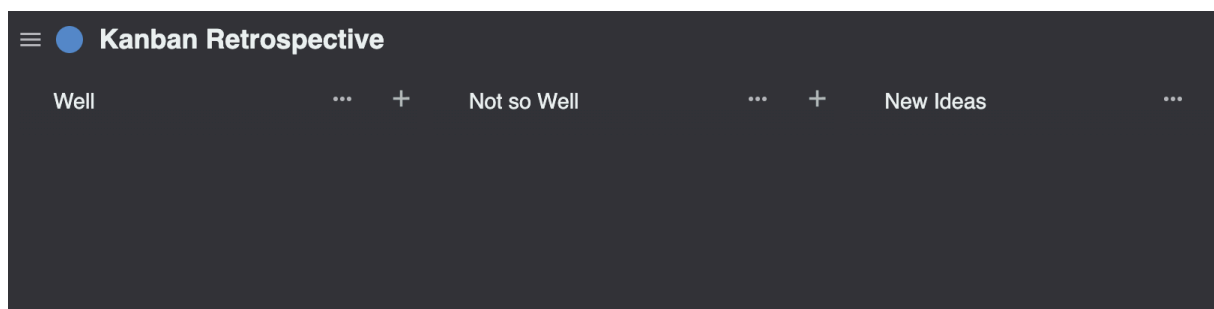 Kanban Retrospective
Well ... + Not so Well ... + New Ideas ...